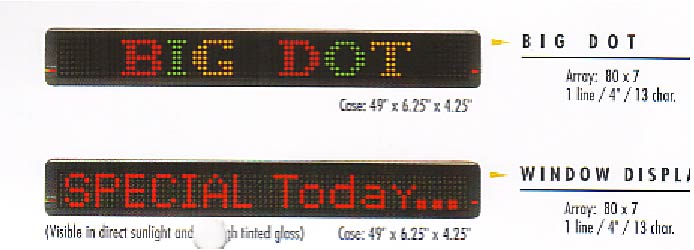 BIG DOT
BIG DOT
Array: 80 x 7
1 line / 4" / 13 char.
Case: 49" x 6.25" x 4.25"
SPECIAL Today...
WINDOW
Array: 80 x 7
1 line / 4" / 13 char.
(Visible in direct sunlight and tinted glass)
Case: 49" x 6.25" x 4.25"